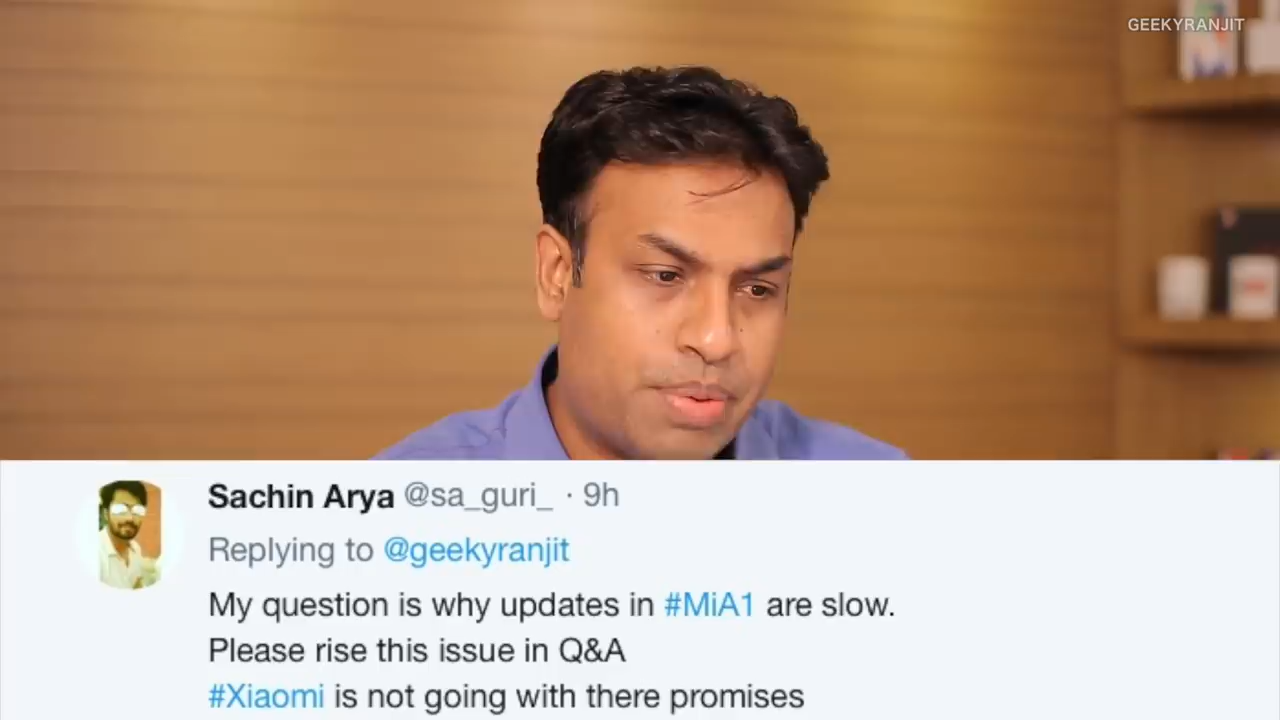 GEEKYRANJIT
Sachin Arya @sa_guri_ · 9h
Replying to @geekyranjit
My question is why updates in #MiA1 are slow.
Please rise this issue in Q&A
#Xiaomi is not going with there promises